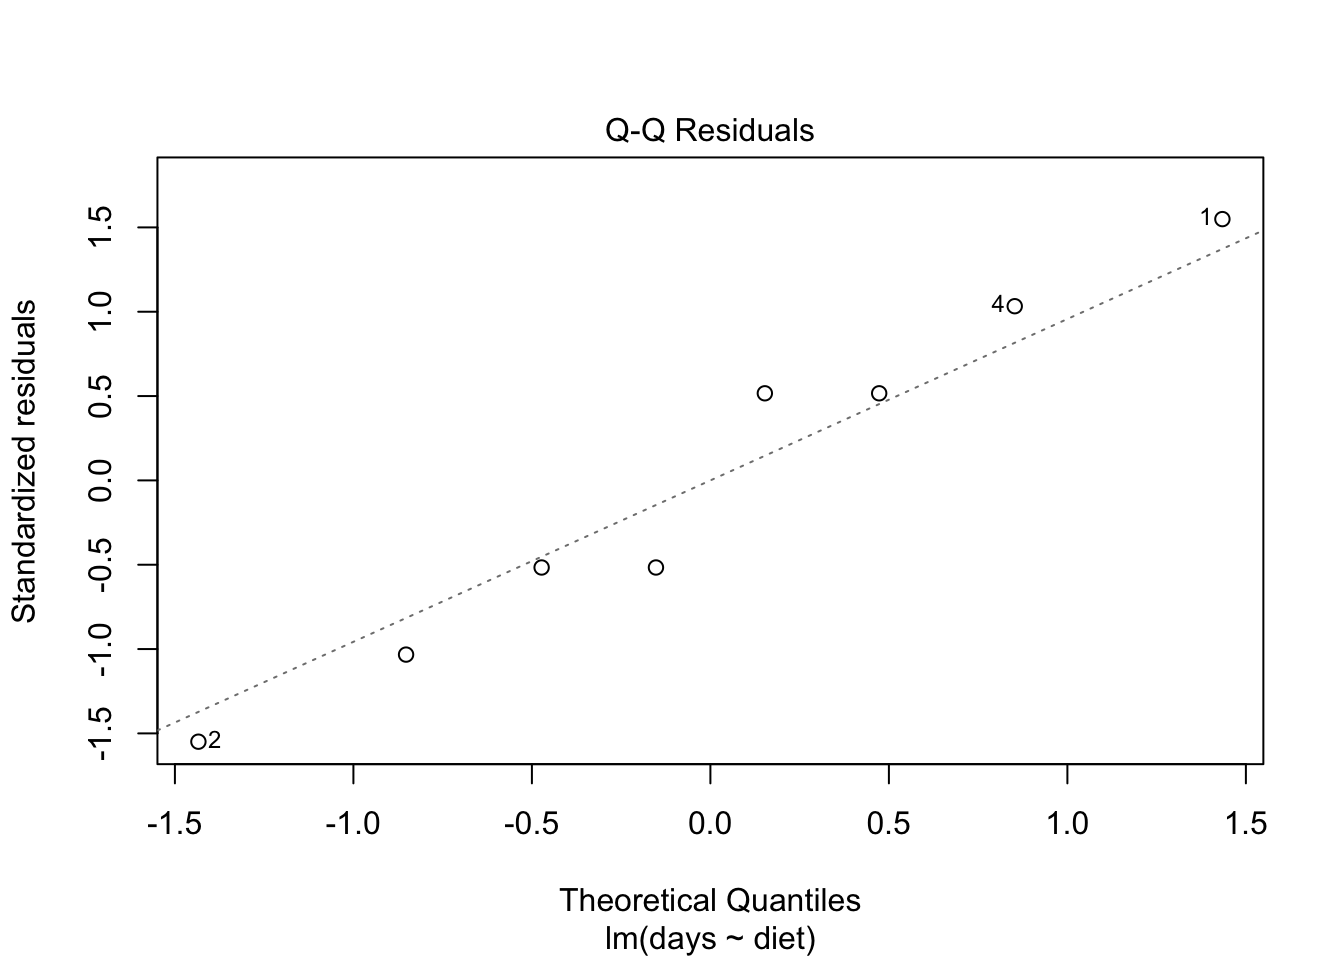 Q-Q Residuals
Standardized residuals
1.5
1.0
0.5
0.0
-0.5
-1.0
-1.5
1
4
2
-1.5 -1.0 -0.5 0.0 0.5 1.0 1.5
Theoretical Quantiles
lm(days ~ diet)